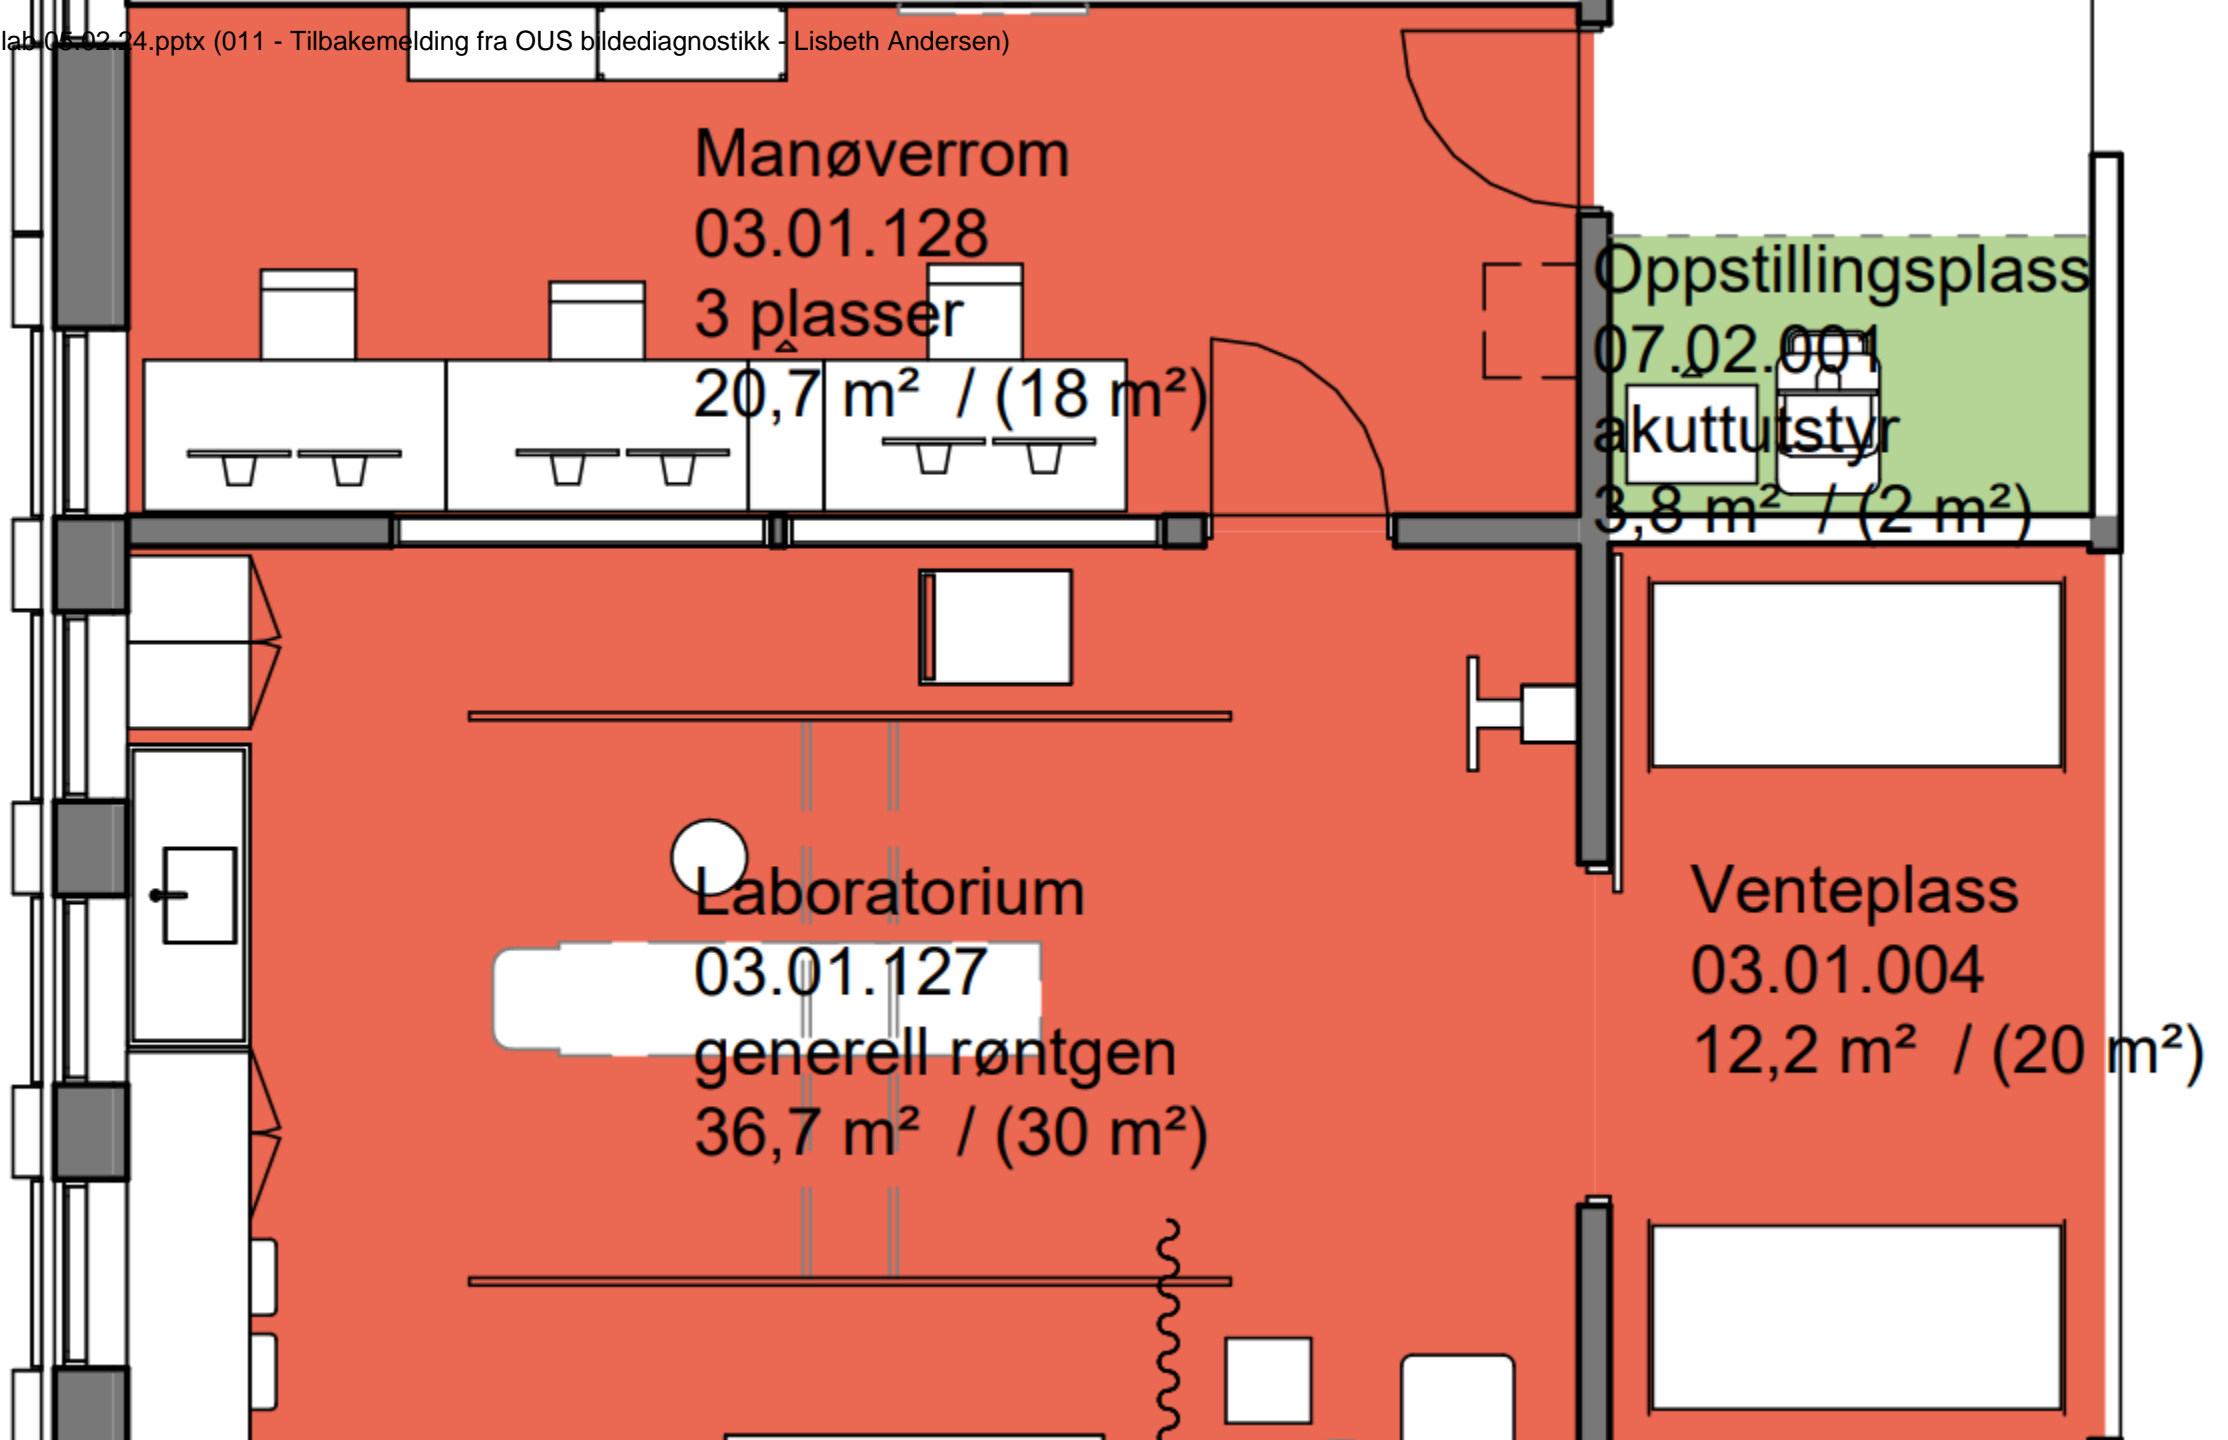 lab 05.02.24.pptx (011 - Tilbakemelding fra OUS bildediagnostikk - Lisbeth Andersen)
Manøverrom
03.01.128
3 plasser
20,7 m² / (18 m²)
Oppstillingsplass
07.02.001
akuttutstyr
3,8 m² / (2 m²)
Laboratorium
03.01.127
generell røntgen
36,7 m² / (30 m²)
Venteplass
03.01.004
12,2 m² / (20 m²)